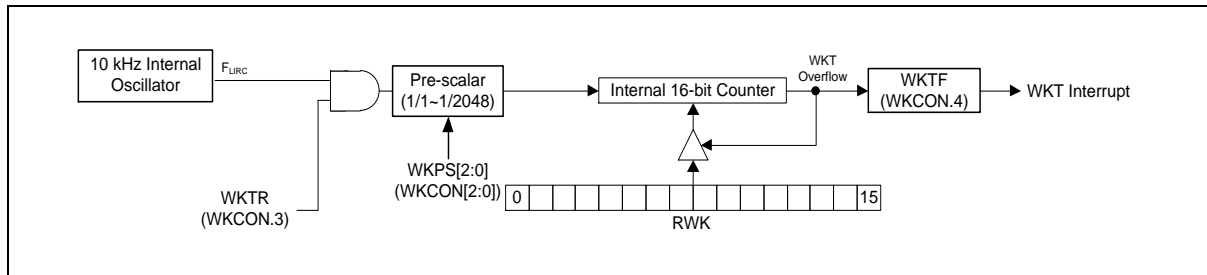 10 kHz Internal
Oscillator
FLIRC
Pre-scalar
(1/1~1/2048)
Internal 16-bit Counter
WKT
Overflow
WKTF
(WKCON.4)
WKT Interrupt
WKPS[2:0]
(WKCON[2:0])
WKTR
(WKCON.3)
0
15
RWK